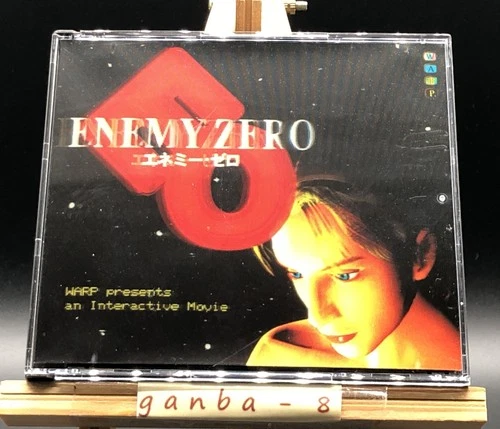 W
A
R
P
ENEMY ZERO
エネミー・ゼロ
WARP presents
an Interactive Movie
ganba - 8